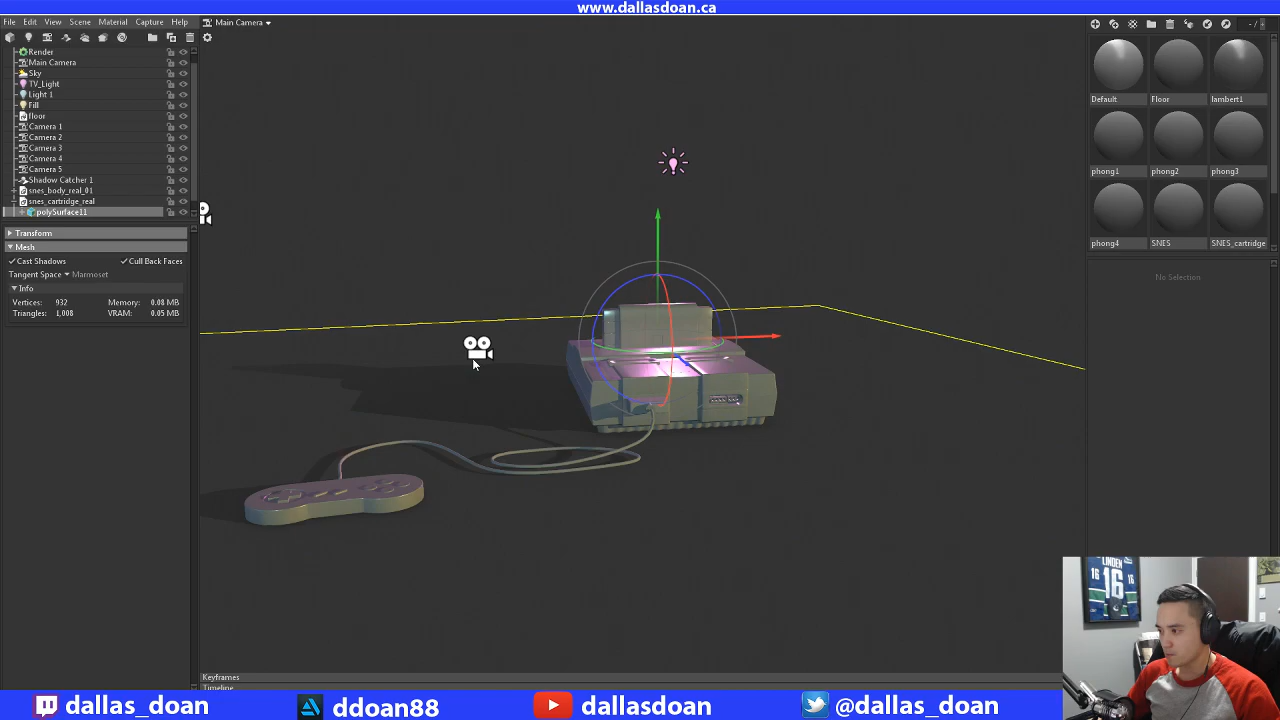 www.dallasdoan.ca
File Edit View Scene Material Capture Help
Main Camera
Render
Main Camera
Sky
TV_Light
Light 1
Fill
floor
Camera 1
Camera 2
Camera 3
Camera 4
Camera 5
Shadow Catcher 1
snes_body_real_01
snes_cartridge_real
polySurface11
Transform
Mesh
Cast Shadows Cull Back Faces
Tangent Space Marmoset
Info
Vertices: 932 Memory: 0.08 MB
Triangles: 1,008 VRAM: 0.05 MB
Default Floor lambert1
phong1 phong2 phong3
phong4 SNES SNES_cartridge
No Selection
LINDEN
16 16 16
Keyframes
Timeline
dallas_doan ddoan88 dallasdoan @dallas_doan